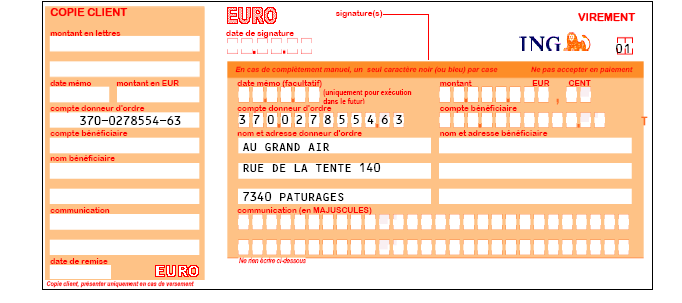 COPIE CLIENT
montant en lettres
date mémo montant en EUR
compte donneur d'ordre
370-0278554-63
compte bénéficiaire
nom bénéficiaire
communication
date de remise
EURO
Copie client, présenter uniquement en cas de versement
EURO
signature(s)
VIREMENT
date de signature
ING
01
En cas de complètement manuel, un seul caractère noir (ou bleu) par case Ne pas accepter en paiement
date mémo (facultatif) montant EUR CENT
(uniquement pour exécution
dans le futur)
,
compte donneur d'ordre compte bénéficiaire
370027855463
T
nom et adresse donneur d'ordre nom et adresse bénéficiaire
AU GRAND AIR
RUE DE LA TENTE 140
7340 PATURAGES
communication (en MAJUSCULES)
Ne rien écrire ci-dessous